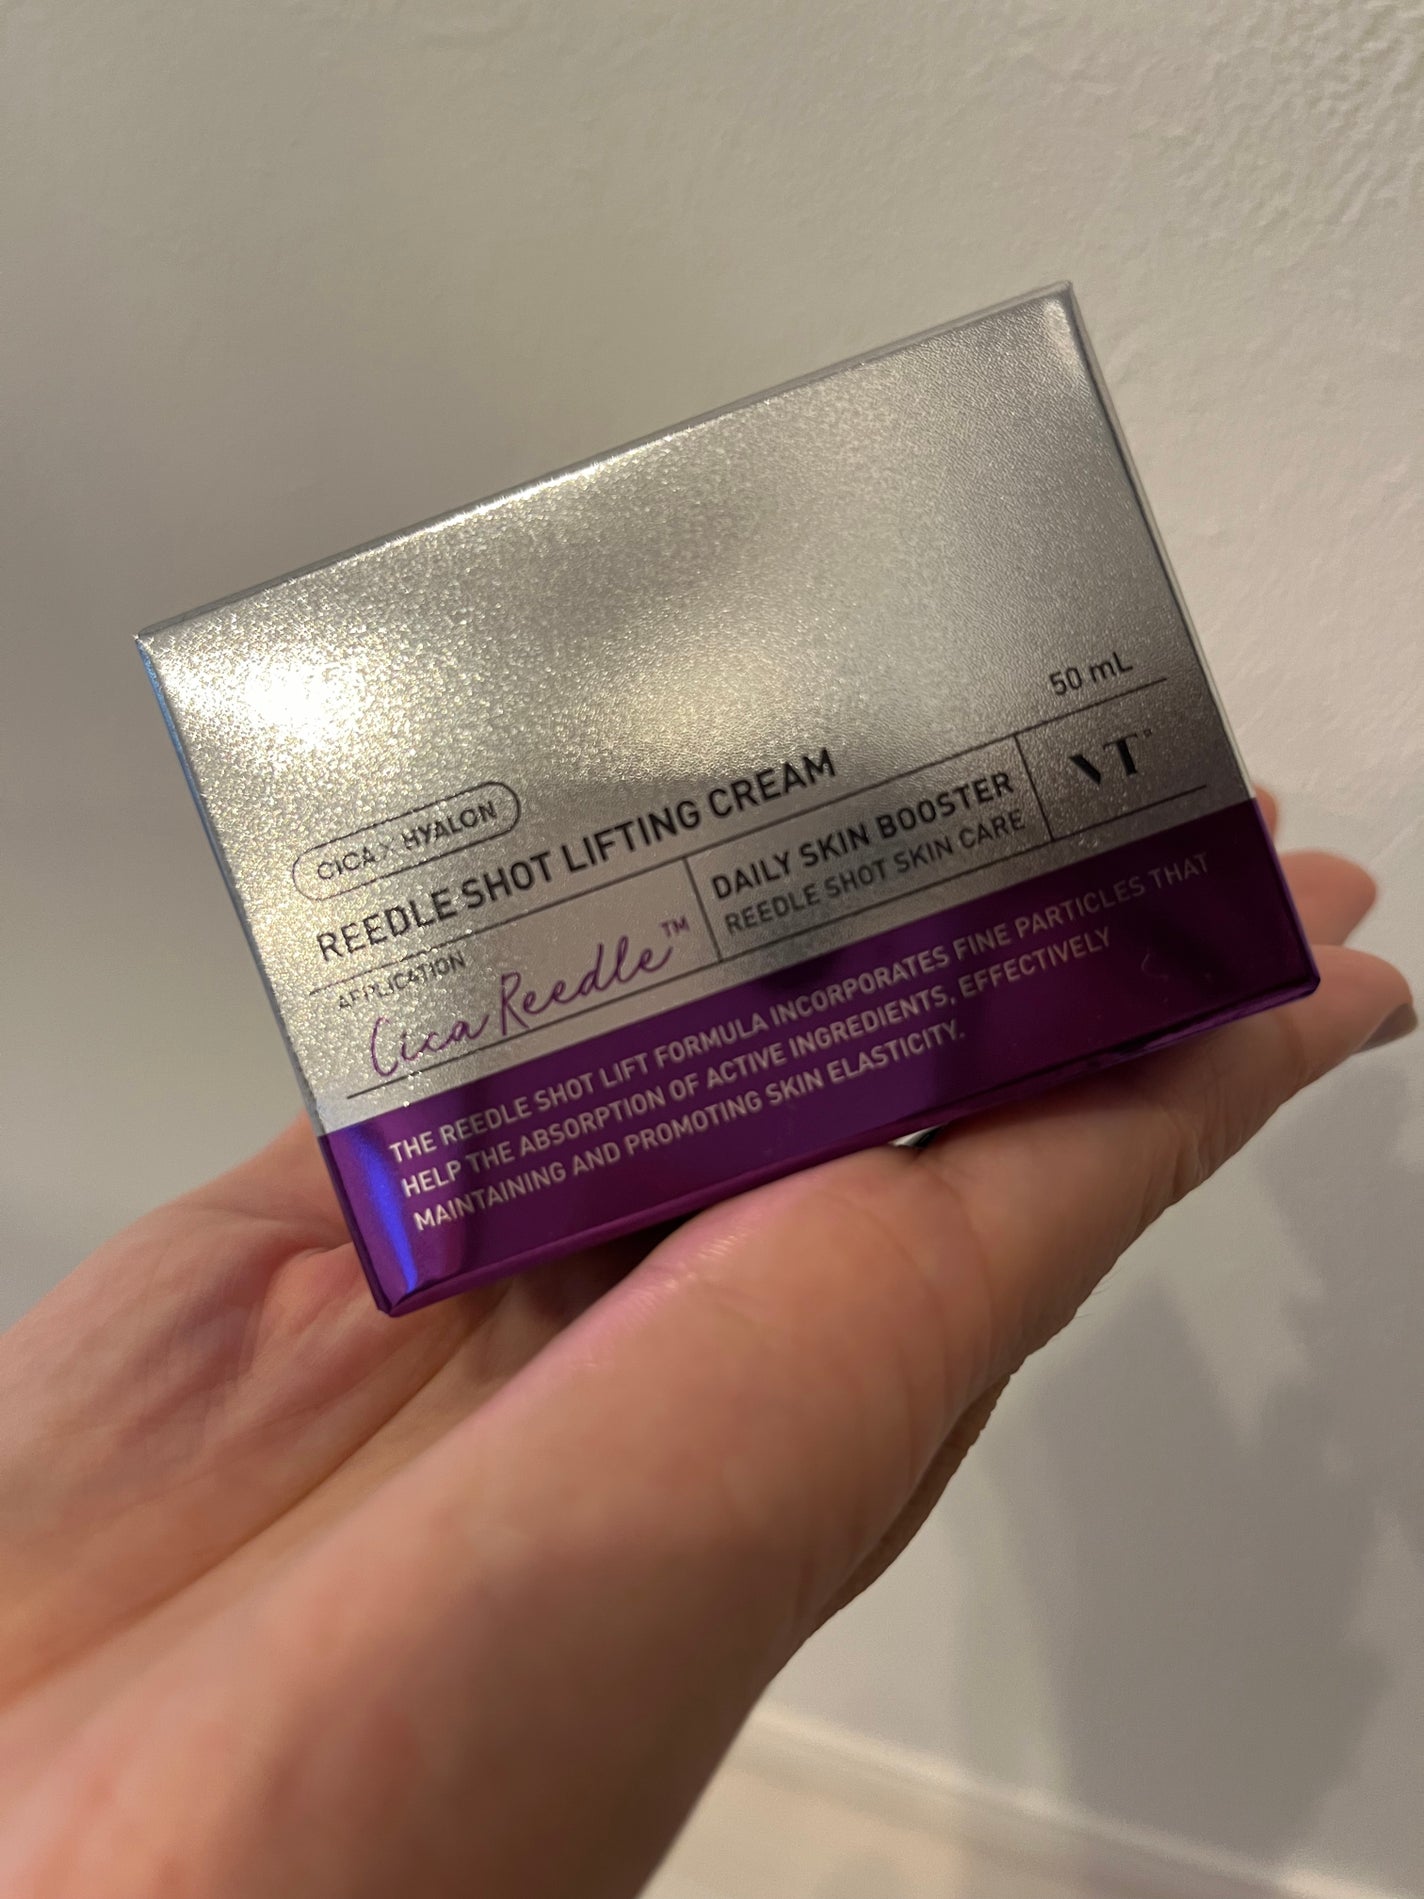 50 mL
CICA × HYALON
REEDLE SHOT LIFTING CREAM
APPLICATION
Cica Reedle™
DAILY SKIN BOOSTER
REEDLE SHOT SKIN CARE
VT
THE REEDLE SHOT LIFT FORMULA INCORPORATES FINE PARTICLES THAT
HELP THE ABSORPTION OF ACTIVE INGREDIENTS, EFFECTIVELY
MAINTAINING AND PROMOTING SKIN ELASTICITY.